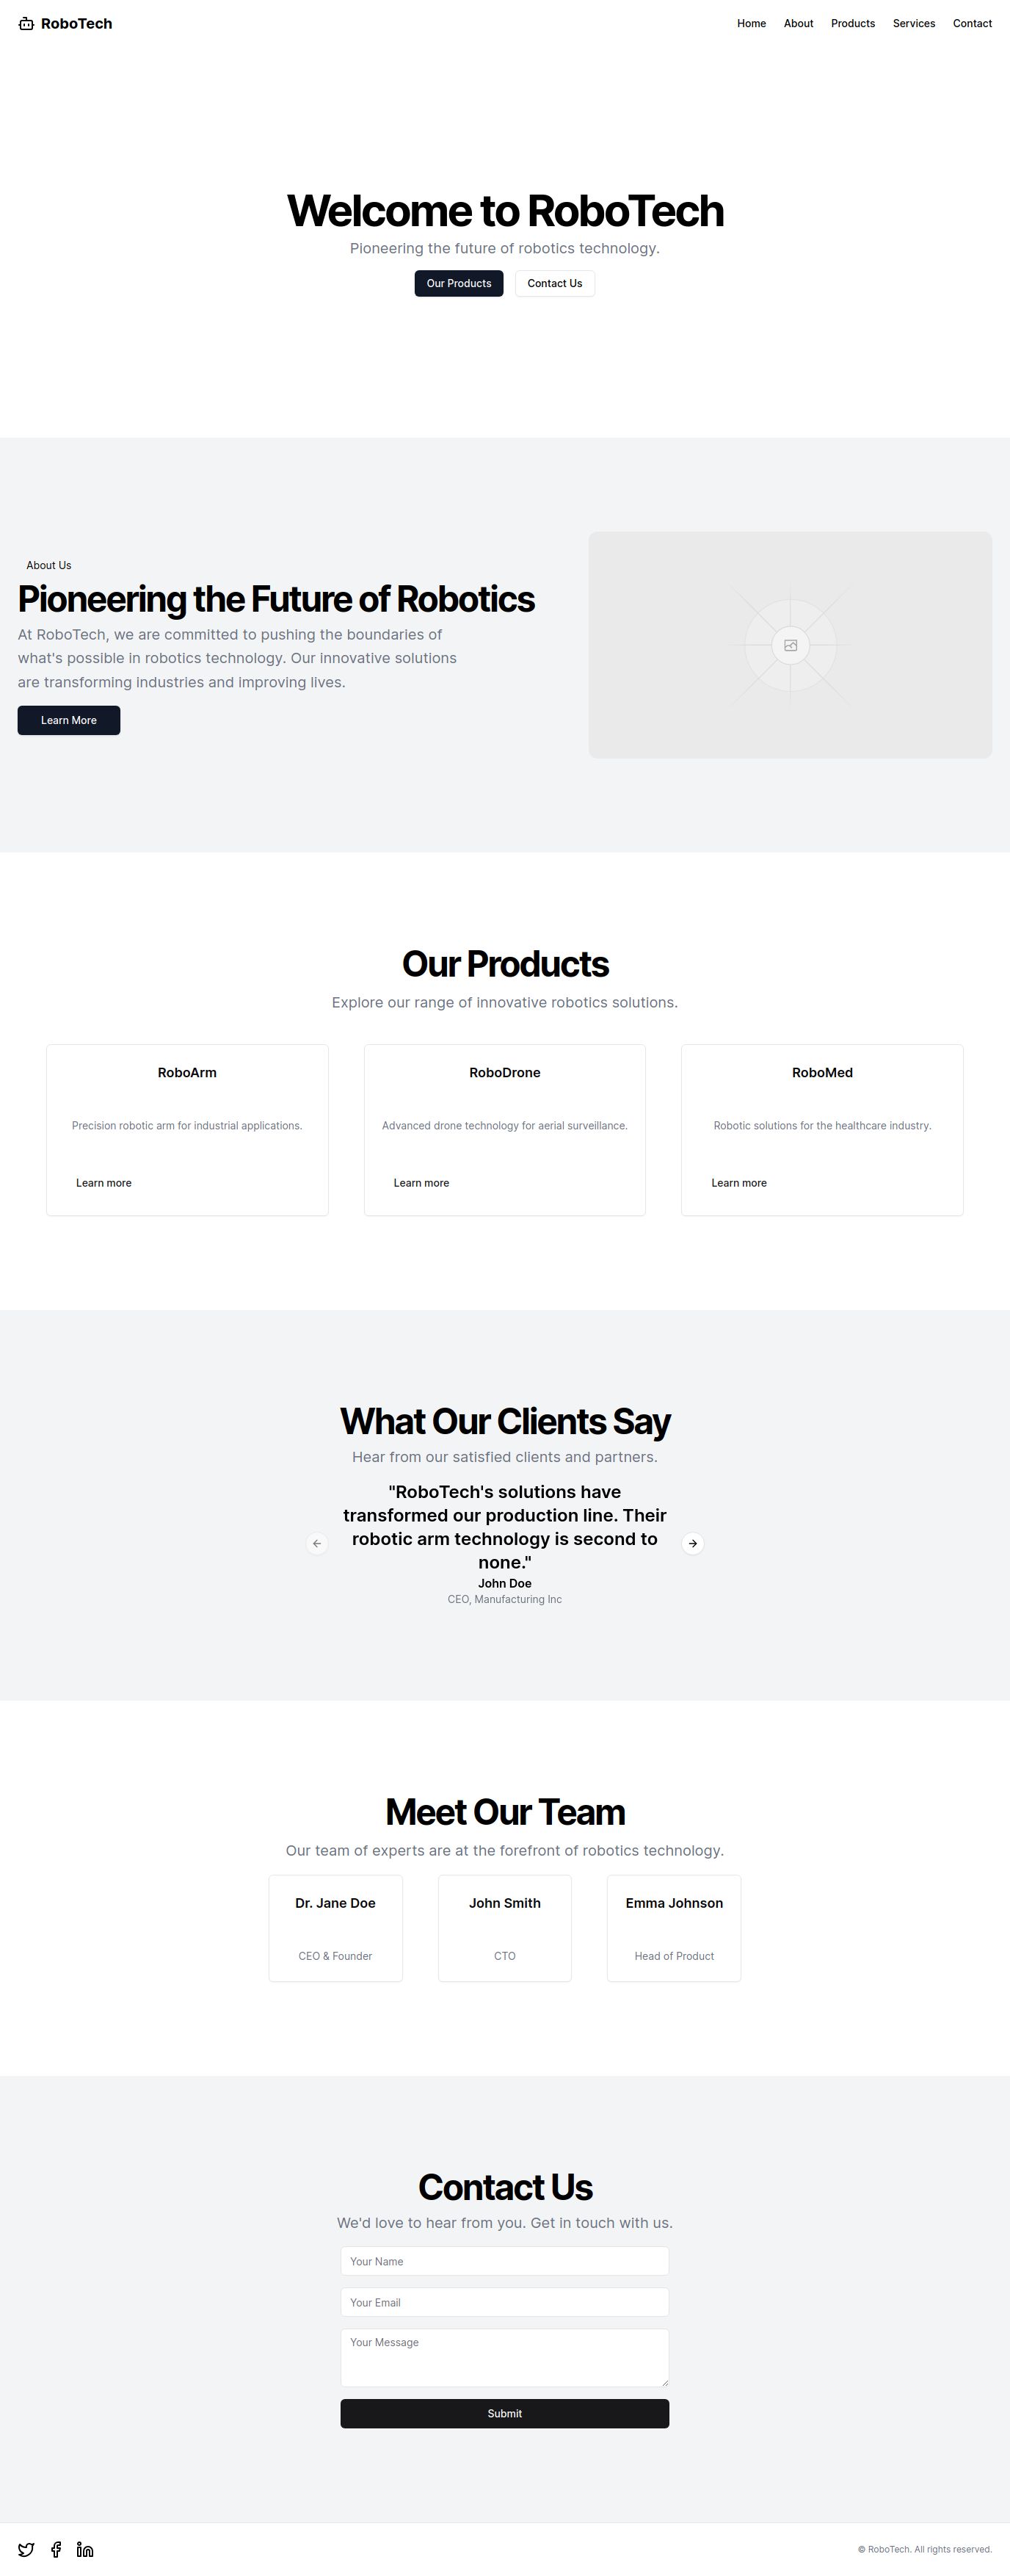 RoboTech
Home About Products Services Contact
Welcome to RoboTech
Pioneering the future of robotics technology.
Our Products Contact Us
About Us
Pioneering the Future of Robotics
At RoboTech, we are committed to pushing the boundaries of
what's possible in robotics technology. Our innovative solutions
are transforming industries and improving lives.
Learn More
Our Products
Explore our range of innovative robotics solutions.
RoboArm
Precision robotic arm for industrial applications.
Learn more
RoboDrone
Advanced drone technology for aerial surveillance.
Learn more
RoboMed
Robotic solutions for the healthcare industry.
Learn more
What Our Clients Say
Hear from our satisfied clients and partners.
"RoboTech's solutions have
transformed our production line. Their
robotic arm technology is second to
none."
John Doe
CEO, Manufacturing Inc
Meet Our Team
Our team of experts are at the forefront of robotics technology.
Dr. Jane Doe
CEO & Founder
John Smith
CTO
Emma Johnson
Head of Product
Contact Us
We'd love to hear from you. Get in touch with us.
Your Name
Your Email
Your Message
Submit
© RoboTech. All rights reserved.